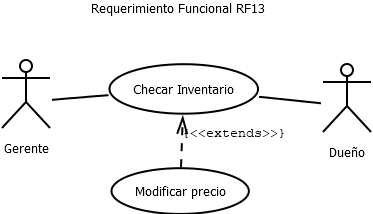 Requerimiento Funcional RF13
Checar Inventario
{<<extends>>}
Gerente
Dueño
Modificar precio